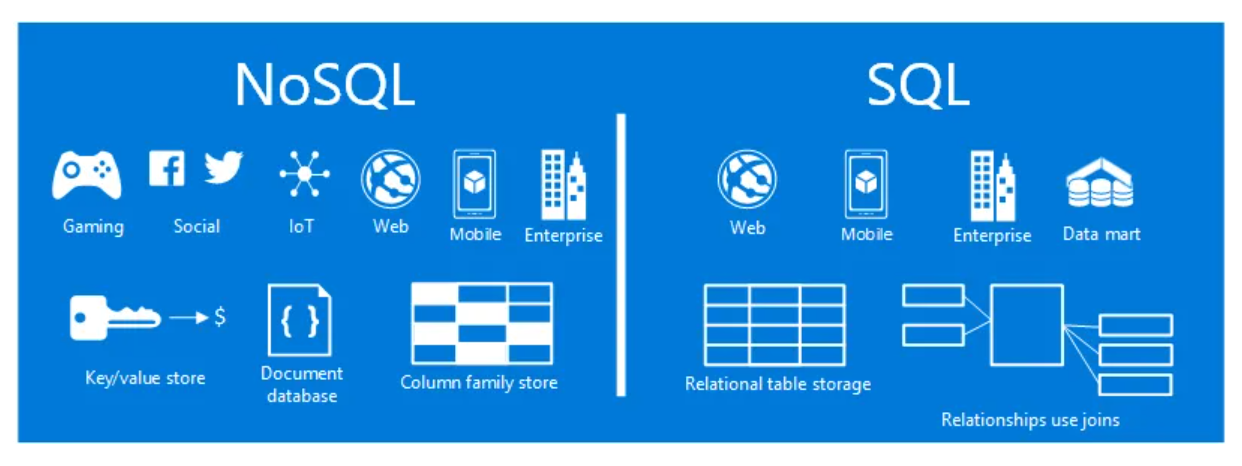 NoSQL
Gaming
Social
IoT
Web
Mobile
Enterprise
$
{ }
Key/value store
Document
database
Column family store
SQL
Web
Mobile
Enterprise
Data mart
Relational table storage
Relationships use joins